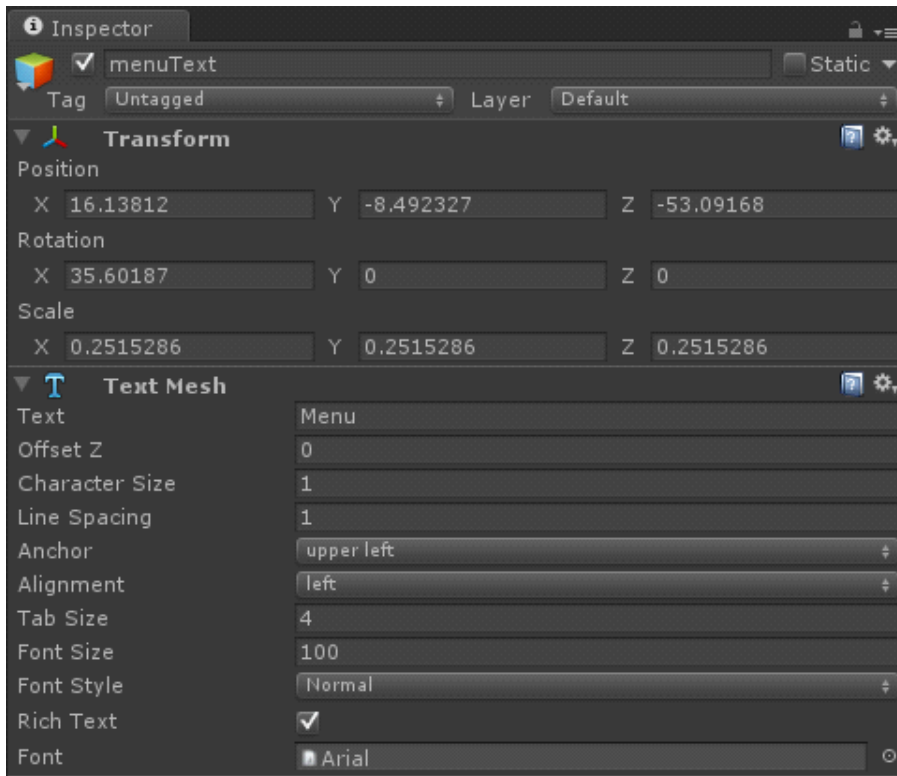 Inspector
menuText Static
Tag Untagged Layer Default
Transform
Position
X 16.13812 Y -8.492327 Z -53.09168
Rotation
X 35.60187 Y 0 Z 0
Scale
X 0.2515286 Y 0.2515286 Z 0.2515286
Text Mesh
Text Menu
Offset Z 0
Character Size 1
Line Spacing 1
Anchor upper left
Alignment left
Tab Size 4
Font Size 100
Font Style Normal
Rich Text
Font Arial